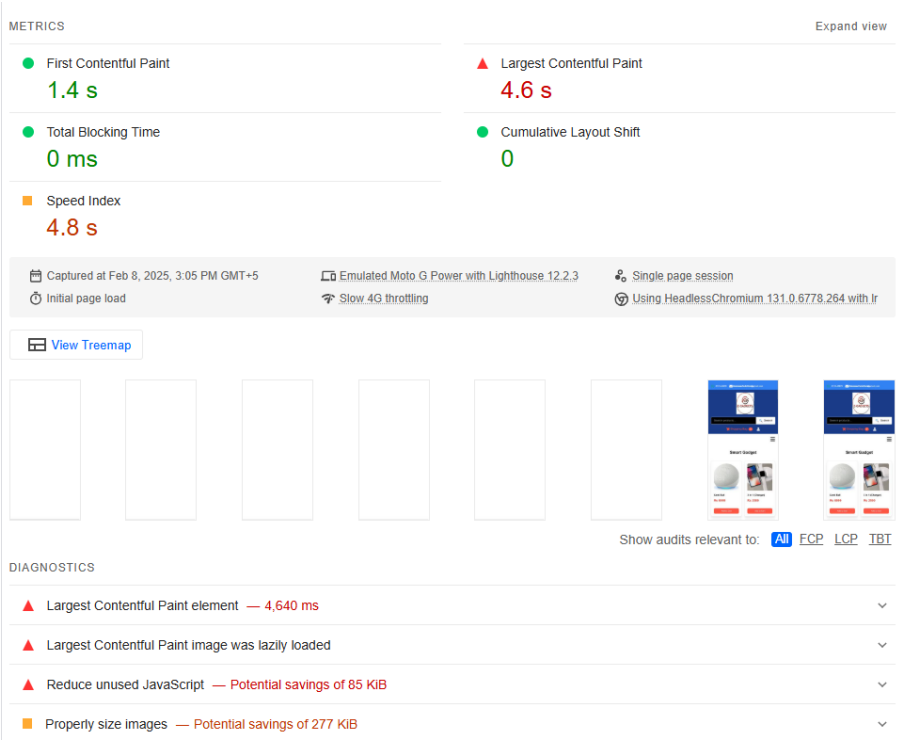 METRICS
Expand view
First Contentful Paint
1.4 s
Largest Contentful Paint
4.6 s
Total Blocking Time
0 ms
Cumulative Layout Shift
0
Speed Index
4.8 s
Captured at Feb 8, 2025, 3:05 PM GMT+5
Emulated Moto G Power with Lighthouse 12.2.3
Single page session
Initial page load
Slow 4G throttling
Using HeadlessChromium 131.0.6778.264 with lr
View Treemap
Smart Gadget
Smart Gadget
Show audits relevant to: All FCP LCP TBT
DIAGNOSTICS
Largest Contentful Paint element — 4,640 ms
Largest Contentful Paint image was lazily loaded
Reduce unused JavaScript — Potential savings of 85 KiB
Properly size images — Potential savings of 277 KiB